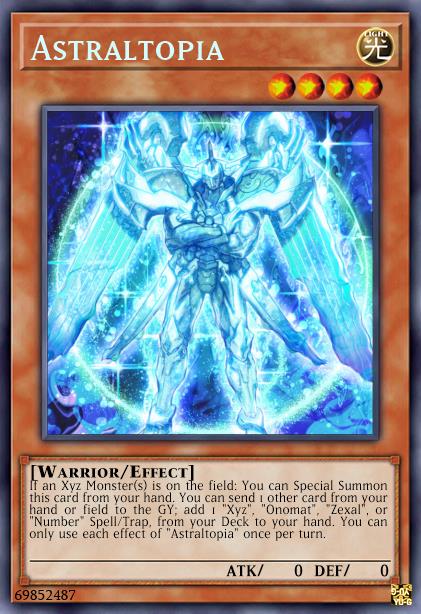 Astraltopia
LIGHT
光
[Warrior/Effect]
If an Xyz Monster(s) is on the field: You can Special Summon
this card from your hand. You can send 1 other card from your
hand or field to the GY; add 1 "Xyz", "Onomat", "Zexal", or
"Number" Spell/Trap, from your Deck to your hand. You can
only use each effect of "Astraltopia" once per turn.
ATK/ 0 DEF/ 0
69852487